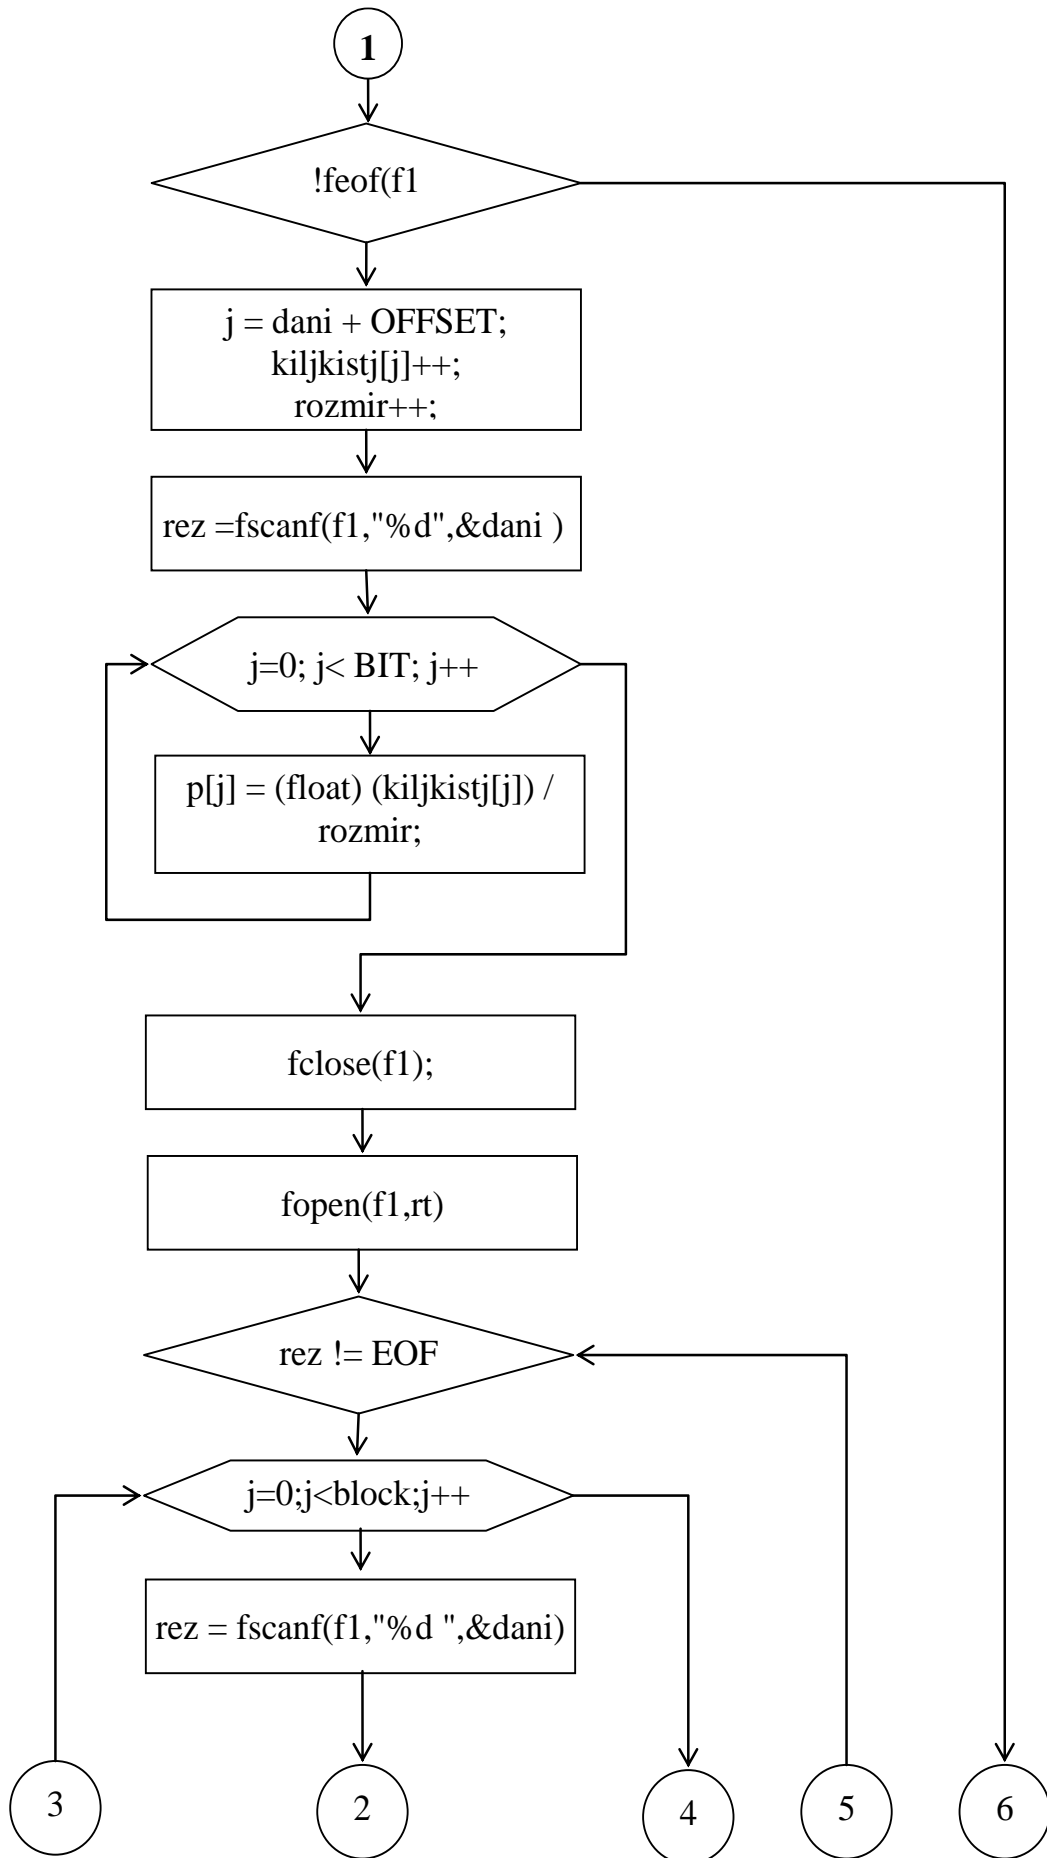 1
!feof(f1
j = dani + OFFSET;
kiljkistj[j]++;
rozmir++;
rez =fscanf(f1,"%d",&dani )
j=0; j< BIT; j++
p[j] = (float) (kiljkistj[j]) /
rozmir;
fclose(f1);
fopen(f1,rt)
rez != EOF
j=0;j<block;j++
rez = fscanf(f1,"%d ",&dani)
3
2
4
5
6